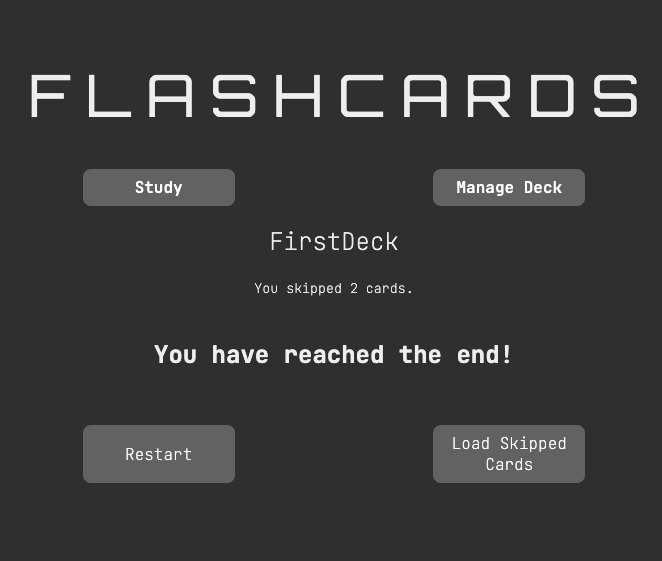 FLASHCARDS
Study
Manage Deck
FirstDeck
You skipped 2 cards.
You have reached the end!
Restart
Load Skipped
Cards